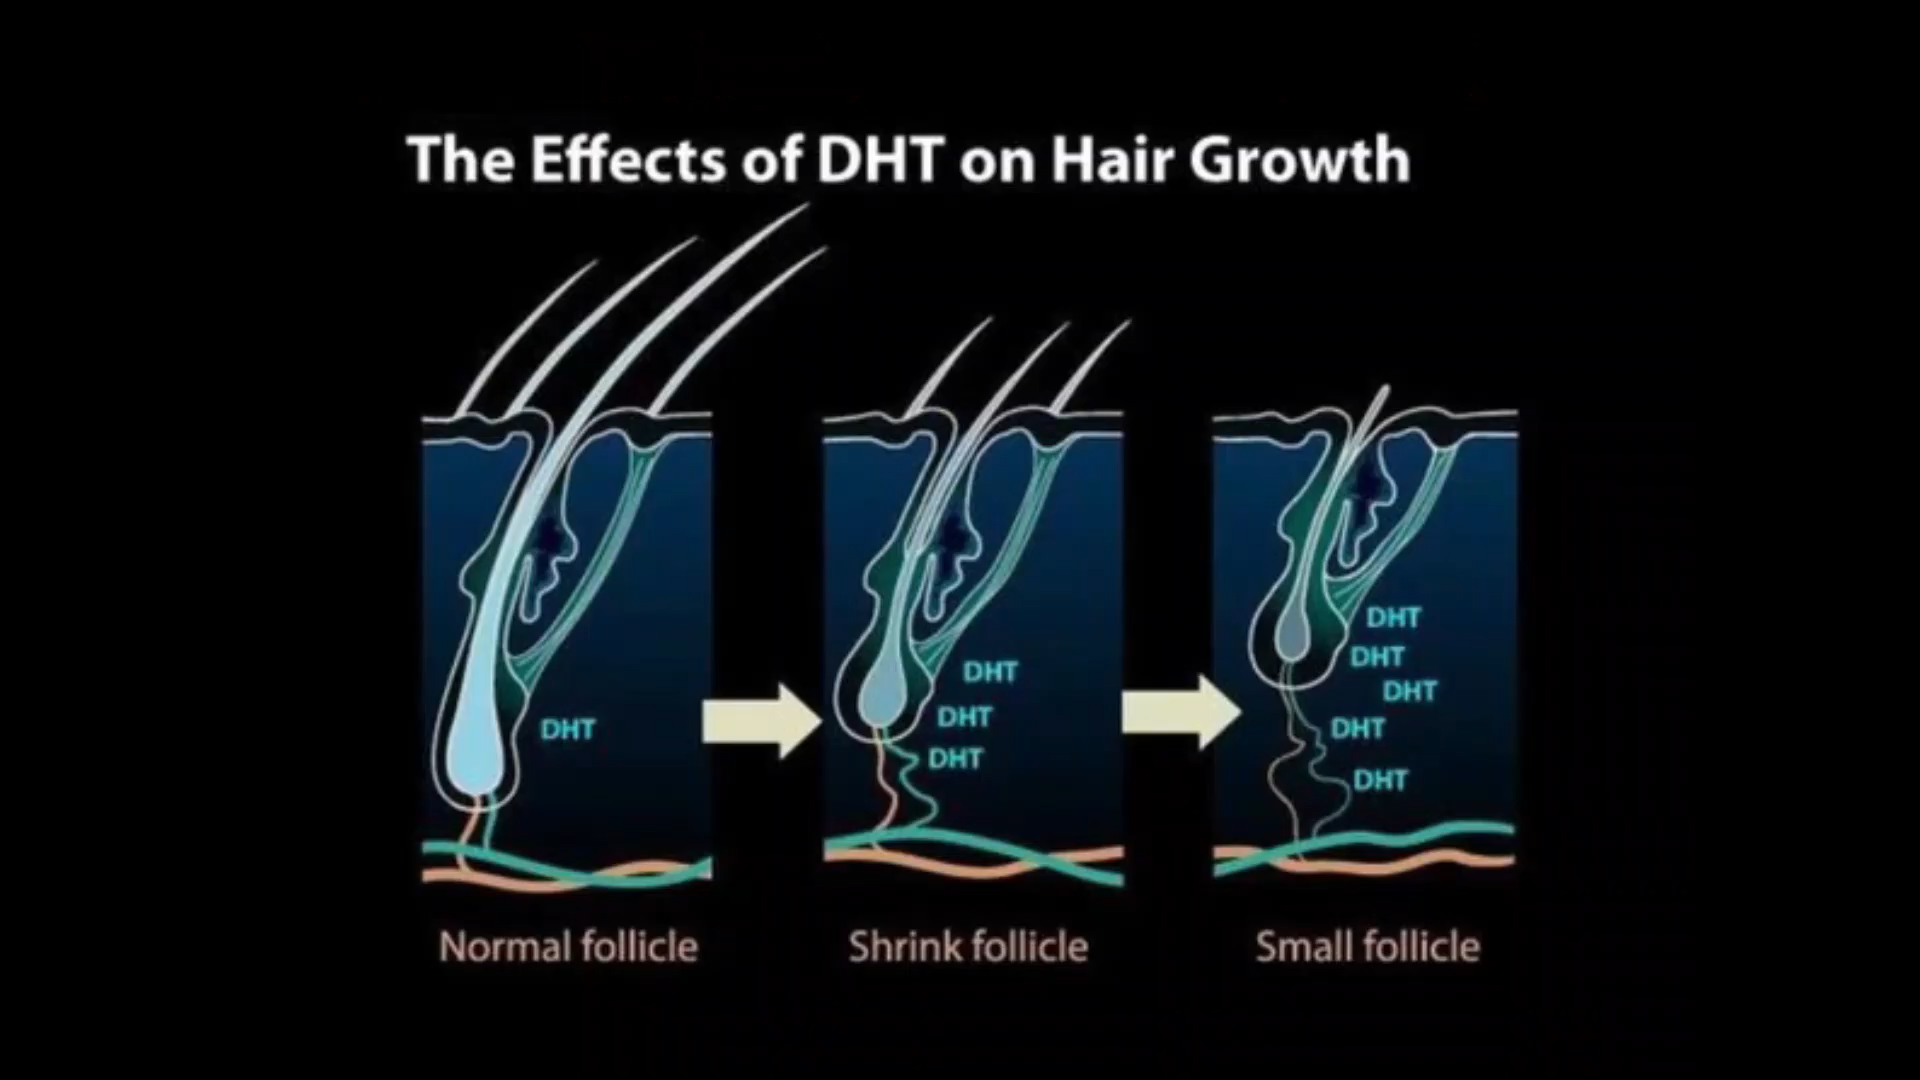 The Effects of DHT on Hair Growth
DHT
DHT
DHT
DHT
DHT
DHT
DHT
DHT
DHT
Normal follicle
Shrink follicle
Small follicle